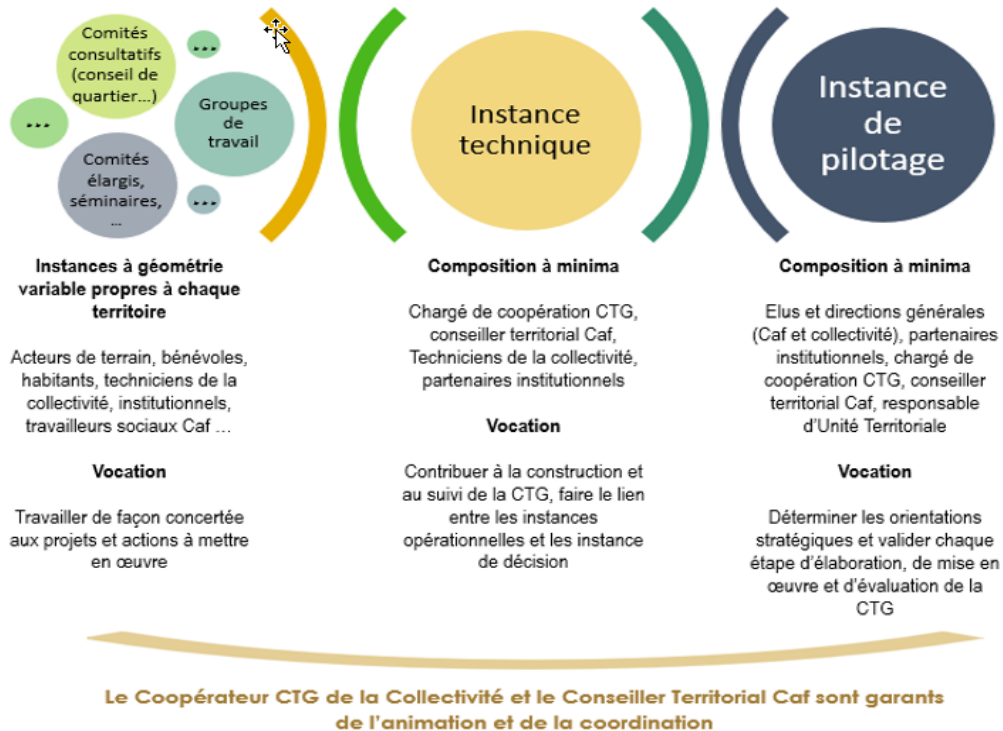 Comités
consultatifs
(conseil de
quartier...)
...
...
Groupes
de
travail
Comités
élargis,
séminaires,
...
...
Instances à géométrie
variable propres à chaque
territoire
Acteurs de terrain, bénévoles,
habitants, techniciens de la
collectivité, institutionnels,
travailleurs sociaux Caf ...
Vocation
Travailler de façon concertée
aux projets et actions à mettre
en œuvre
Instance
technique
Composition à minima
Chargé de coopération CTG,
conseiller territorial Caf,
Techniciens de la collectivité,
partenaires institutionnels
Vocation
Contribuer à la construction et
au suivi de la CTG, faire le lien
entre les instances
opérationnelles et les instance
de décision
Instance
de
pilotage
Composition à minima
Elus et directions générales
(Caf et collectivité), partenaires
institutionnels, chargé de
coopération CTG, conseiller
territorial Caf, responsable
d’Unité Territoriale
Vocation
Déterminer les orientations
stratégiques et valider chaque
étape d’élaboration, de mise en
œuvre et d’évaluation de la
CTG
Le Coopérateur CTG de la Collectivité et le Conseiller Territorial Caf sont garants
de l’animation et de la coordination